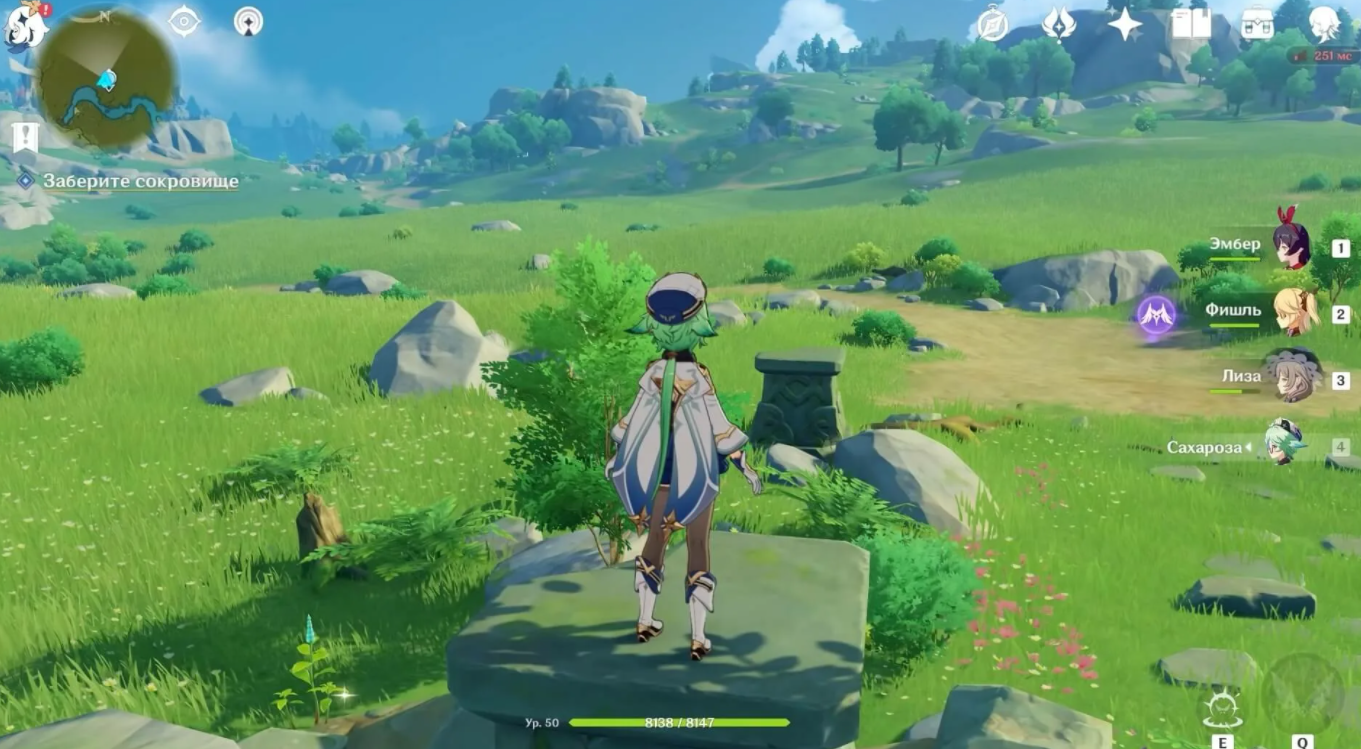 N
251 мс
Заберите сокровище
Эмбер 1
Фишль 2
Лиза 3
Сахароза 4
Ур. 50 8138 / 8147
E Q